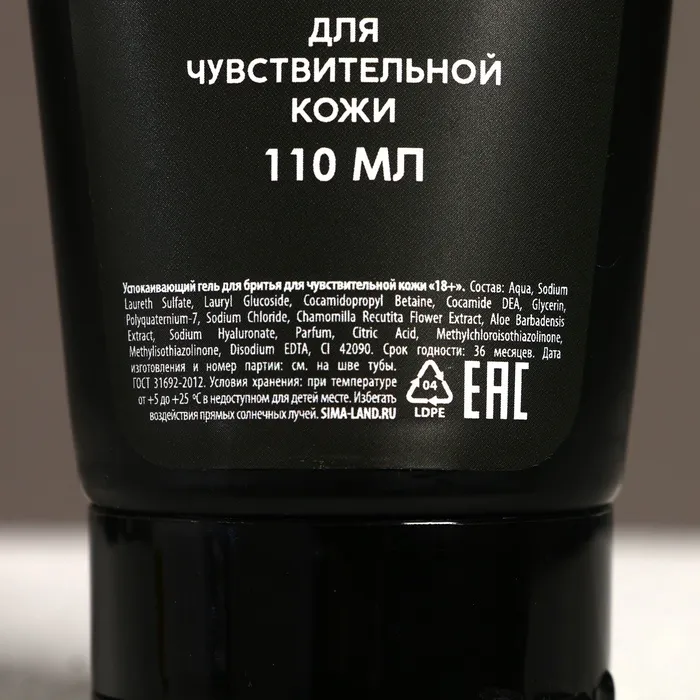 ДЛЯ
ЧУВСТВИТЕЛЬНОЙ
КОЖИ
110 МЛ
Успокаивающий гель для бритья для чувствительной кожи «18+». Состав: Aqua, Sodium
Laureth Sulfate, Lauryl Glucoside, Cocamidopropyl Betaine, Cocamide DEA, Glycerin,
Polyquaternium-7, Sodium Chloride, Chamomilla Recutita Flower Extract, Aloe Barbadensis
Extract, Sodium Hyaluronate, Parfum, Citric Acid, Methylchloroisothiazolinone,
Methylisothiazolinone, Disodium EDTA, CI 42090. Срок годности: 36 месяцев. Дата
изготовления и номер партии: см. на шве тубы.
ГОСТ 31692-2012. Условия хранения: при температуре
от +5 до +25 °C в недоступном для детей месте. Избегать
воздействия прямых солнечных лучей. SIMA-LAND.RU
04
LDPE
EAC